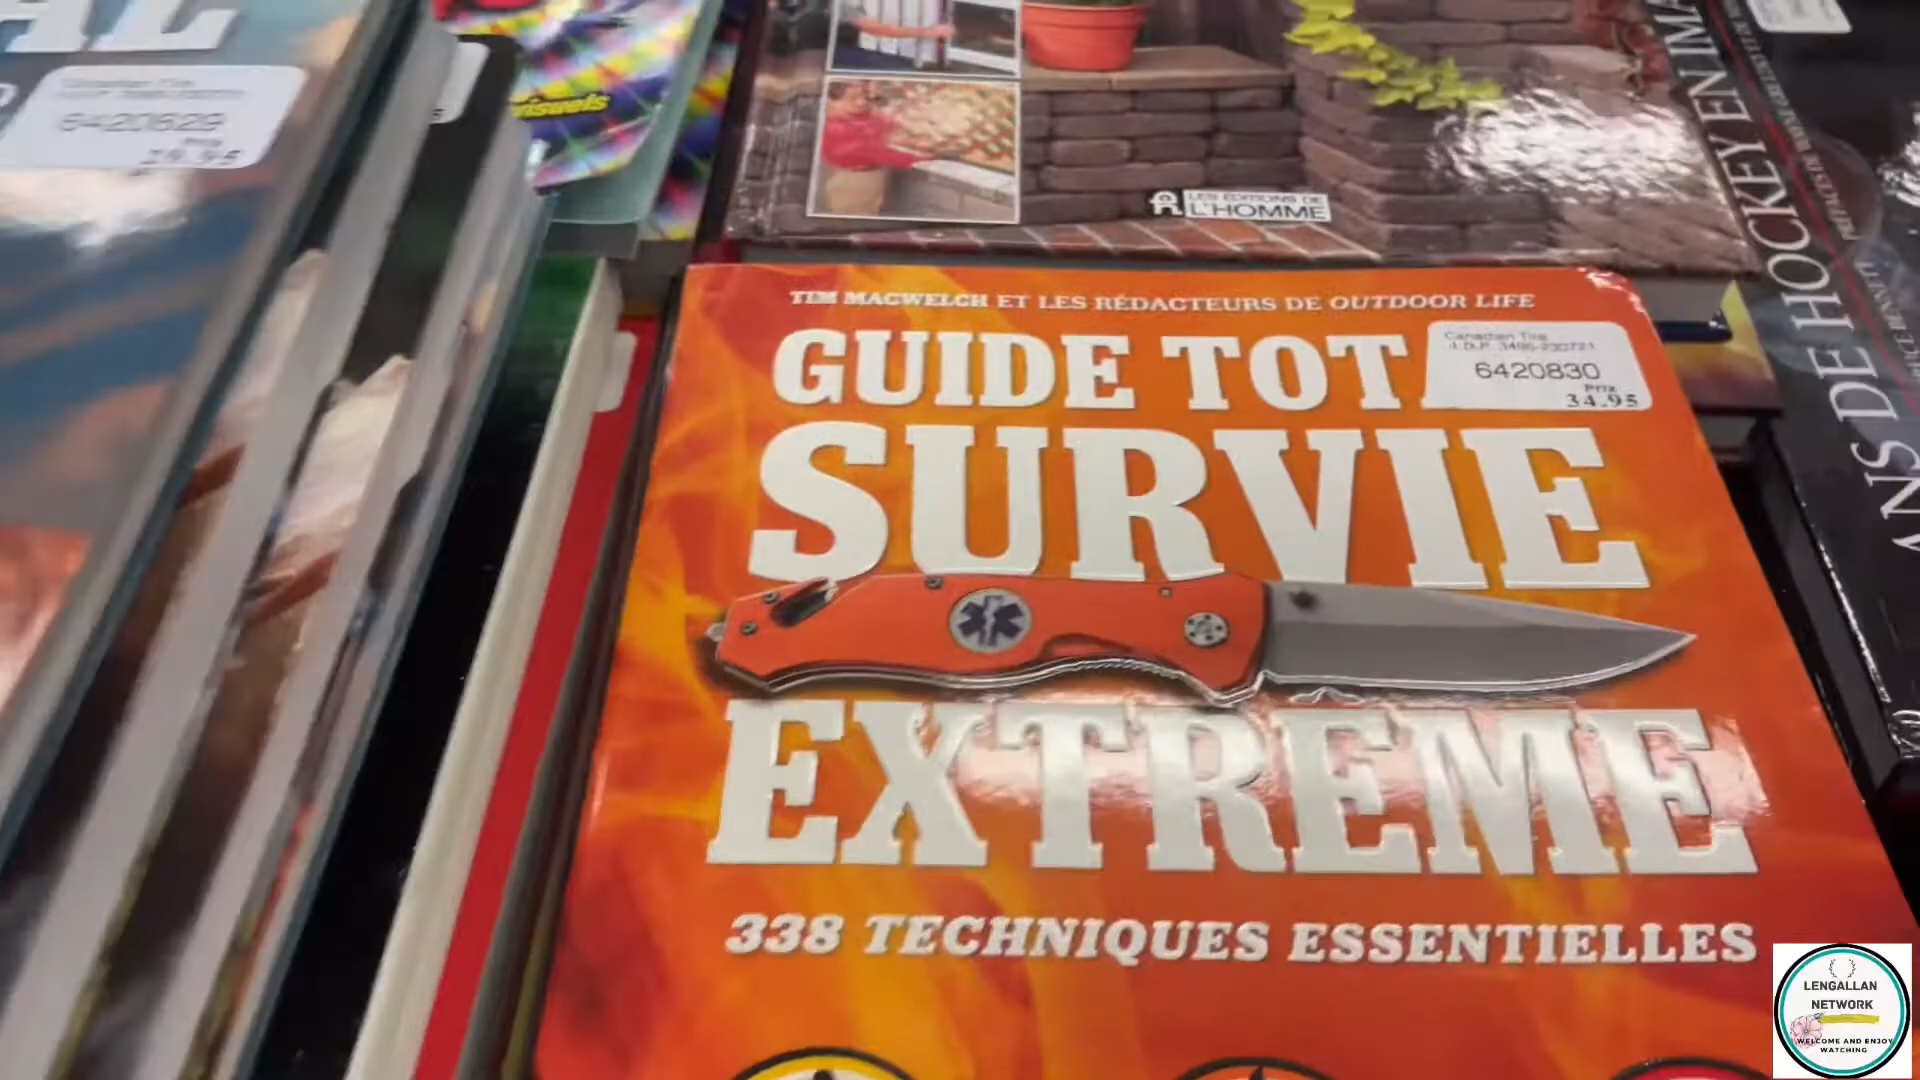 6420629
29.95
visuels
LES ÉDITIONS DE
L'HOMME
TIM MACWELCH ET LES RÉDACTEURS DE OUTDOOR LIFE
GUIDE TOT
Canadian Tire
6420830
Prix
34.95
SURVIE
EXTREME
338 TECHNIQUES ESSENTIELLES
ANS DE HOCKEY EN IMA
LENGALLAN
NETWORK
WELCOME AND ENJOY
WATCHING